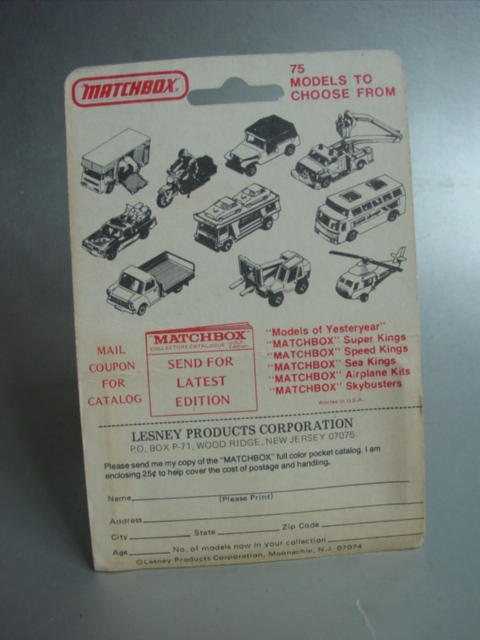 MATCHBOX
75
MODELS TO
CHOOSE FROM
MAIL
COUPON
FOR
CATALOG
MATCHBOX
COLLECTORS CATALOGUE
SEND FOR
LATEST
EDITION
"Models of Yesteryear"
"MATCHBOX" Super Kings
"MATCHBOX" Speed Kings
"MATCHBOX" Sea Kings
"MATCHBOX" Airplane Kits
"MATCHBOX" Skybusters
Printed in U.S.A.
LESNEY PRODUCTS CORPORATION
P.O. BOX P-71, WOOD RIDGE, NEW JERSEY 07075
Please send me my copy of the "MATCHBOX" full color pocket catalog. I am
enclosing 25¢ to help cover the cost of postage and handling.
Name
(Please Print)
Address
City State Zip Code
Age No. of models now in your collection
©Lesney Products Corporation, Moonachie, N.J. 07074